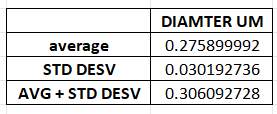 DIAMTER UM
average 0.275899992
STD DESV 0.030192736
AVG + STD DESV 0.306092728